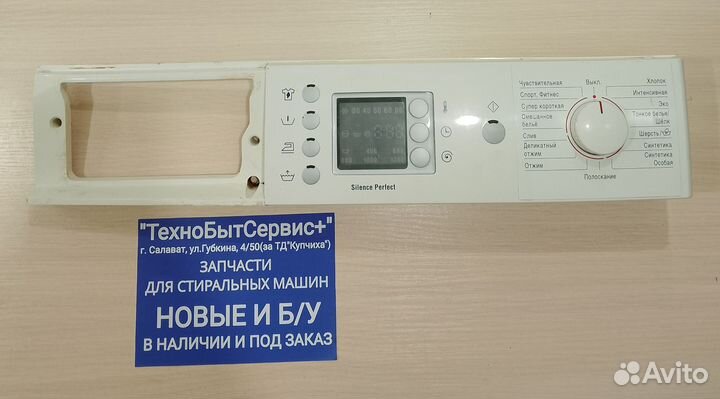 Чувствительная
Спорт, Фитнес
Супер короткая
Смешанное
бельё
Слив
Деликатный
отжим
Отжим
Выкл.
Хлопок
Интенсивная
Эко
Тонкое белье/
Шёлк
Шерсть/
Синтетика
Синтетика
Особая
Полоскание
Silence Perfect
"ТехноБытСервис+"
г. Салават, ул.Губкина, 4/50(за ТД"Купчиха")
ЗАПЧАСТИ
ДЛЯ СТИРАЛЬНЫХ МАШИН
НОВЫЕ И Б/У
В НАЛИЧИИ И ПОД ЗАКАЗ
Avito